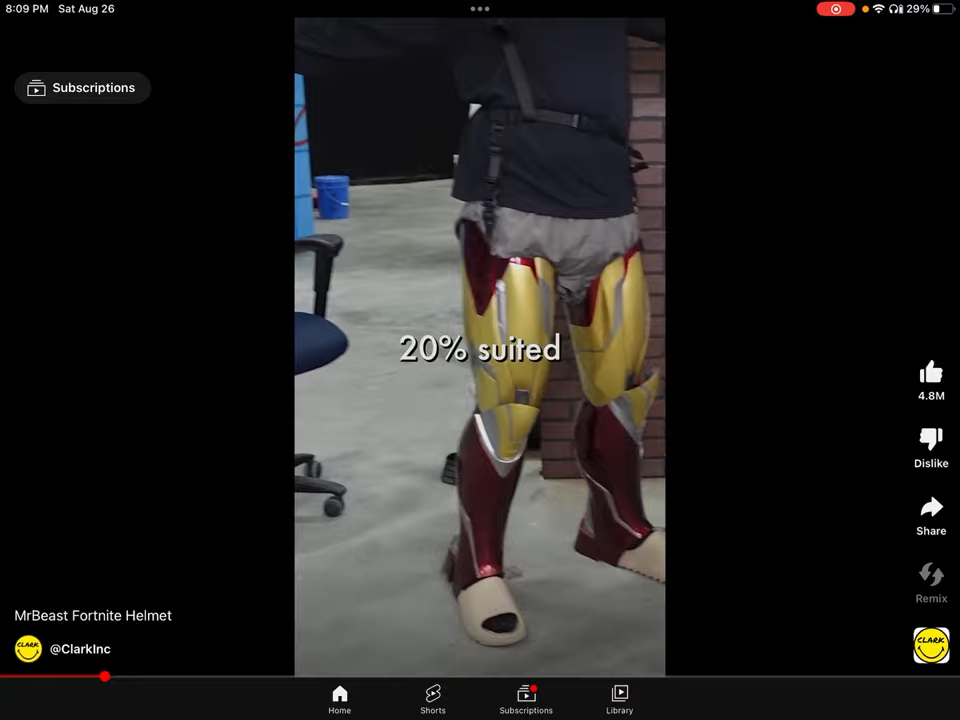 8:09 PM Sat Aug 26
29%
Subscriptions
20% suited
4.8M
Dislike
Share
Remix
MrBeast Fortnite Helmet
CLARK
@ClarkInc
CLARK
Home
Shorts
Subscriptions
Library